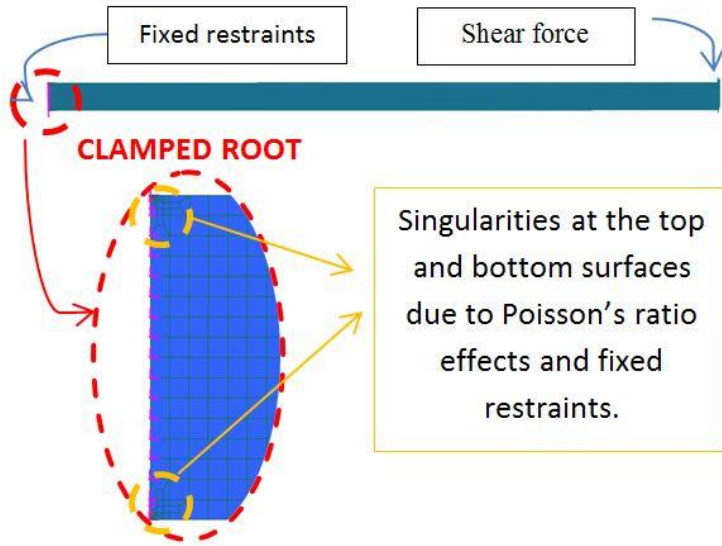 Fixed restraints
Shear force
CLAMPED ROOT
Singularities at the top
and bottom surfaces
due to Poisson’s ratio
effects and fixed
restraints.